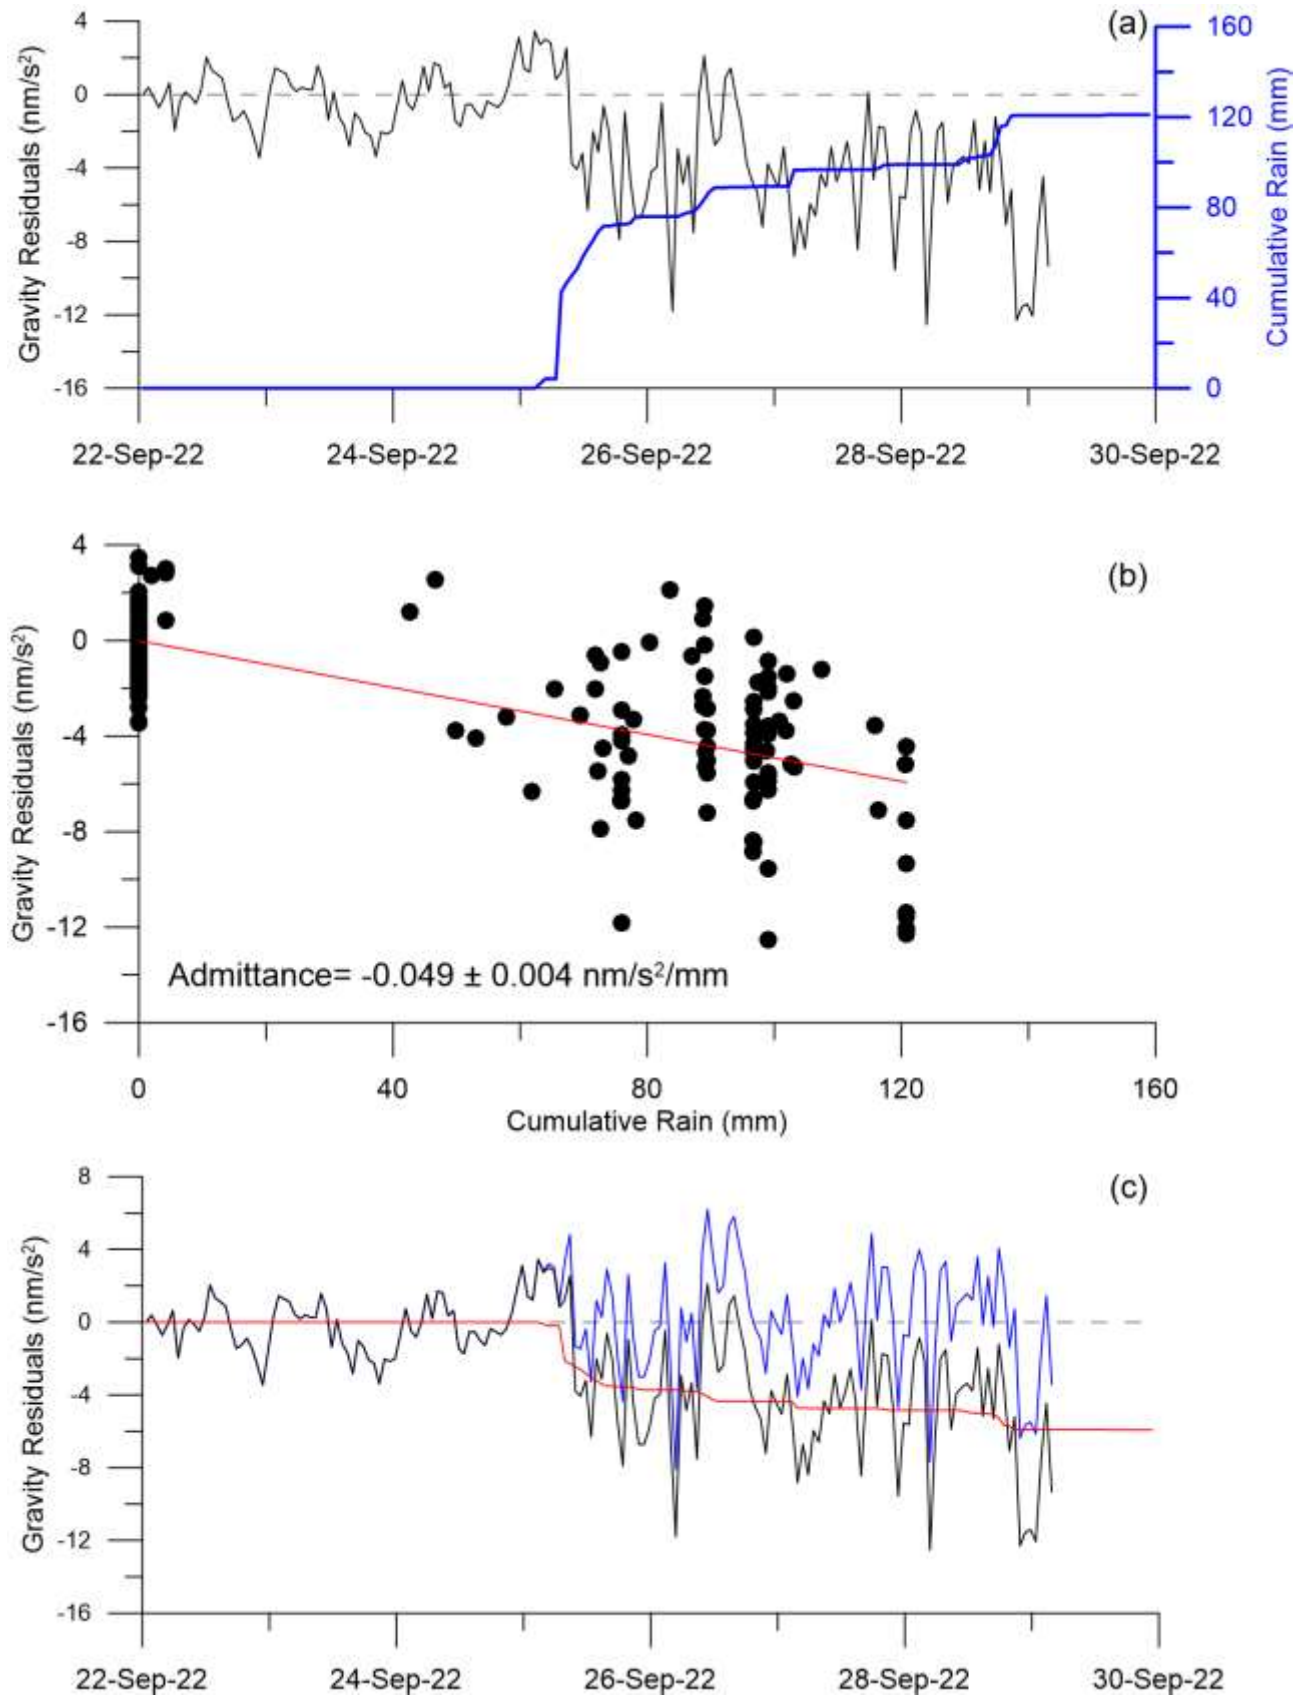 (a)
4
0
-4
-8
-12
-16
Gravity Residuals (nm/s²)
160
120
80
40
0
Cumulative Rain (mm)
22-Sep-22 24-Sep-22 26-Sep-22 28-Sep-22 30-Sep-22
(b)
4
0
-4
-8
-12
-16
Gravity Residuals (nm/s²)
Admittance= -0.049 ± 0.004 nm/s²/mm
0 40 80 120 160
Cumulative Rain (mm)
(c)
8
4
0
-4
-8
-12
-16
Gravity Residuals (nm/s²)
22-Sep-22 24-Sep-22 26-Sep-22 28-Sep-22 30-Sep-22